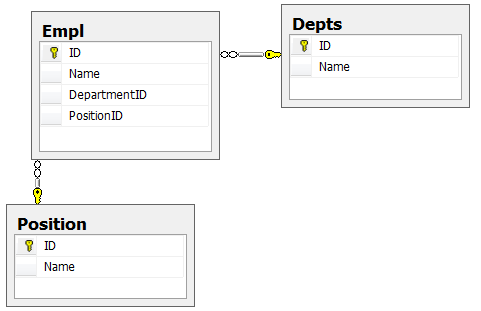 Empl
ID
Name
DepartmentID
PositionID
Depts
ID
Name
Position
ID
Name